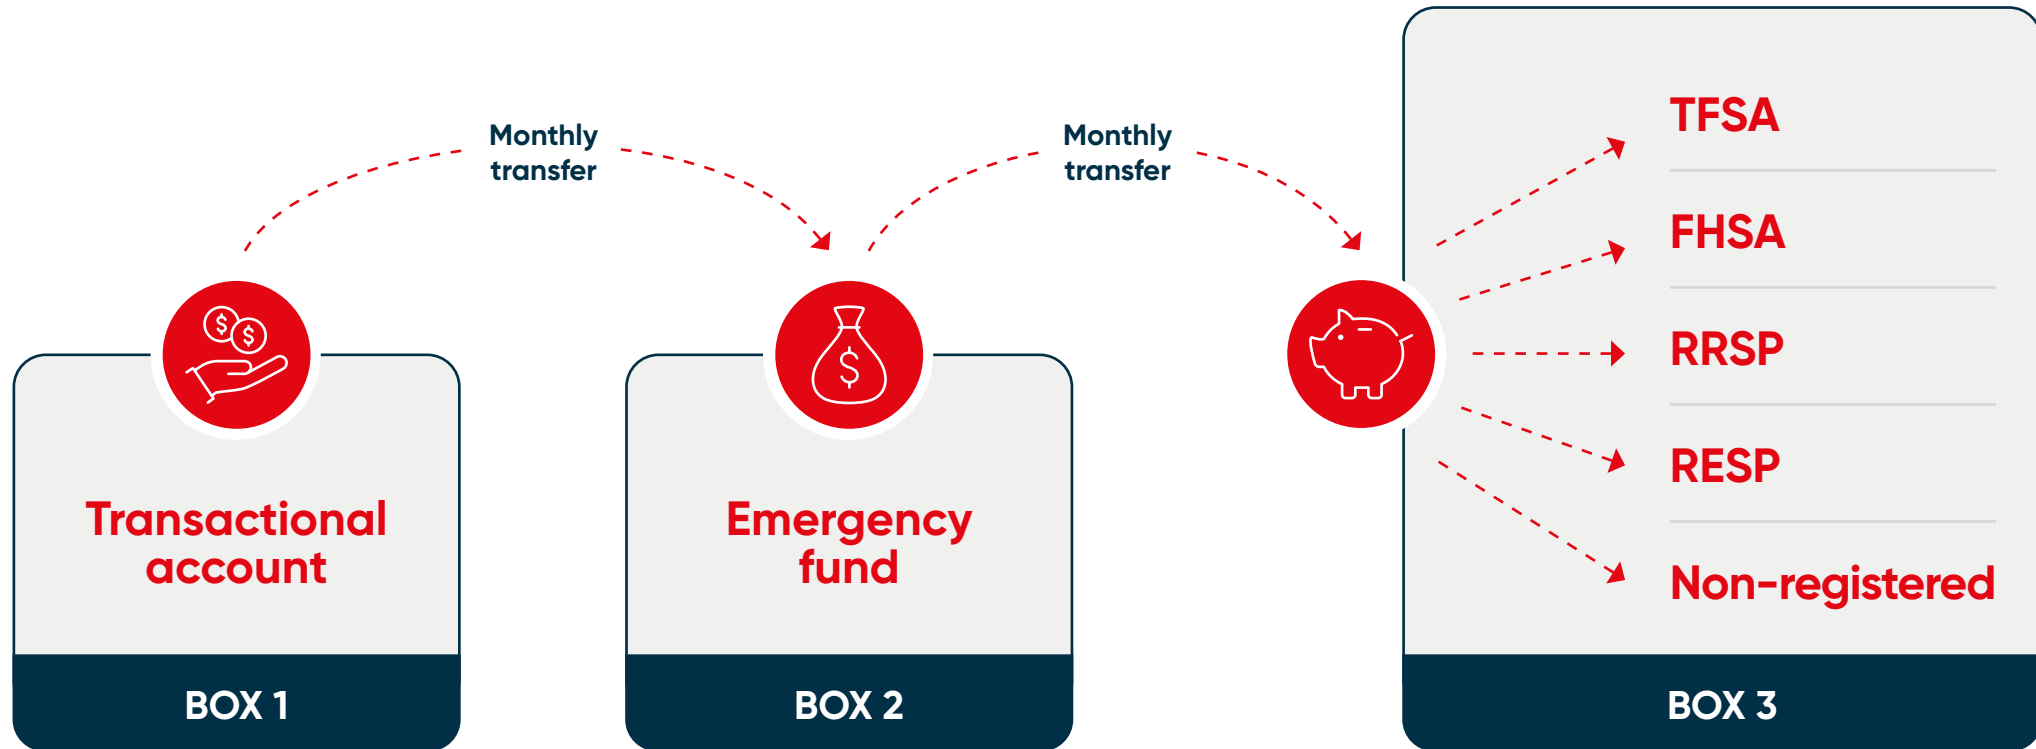 Monthly
transfer
Monthly
transfer
Transactional
account
BOX 1
Emergency
fund
BOX 2
TFSA
FHSA
RRSP
RESP
Non-registered
BOX 3